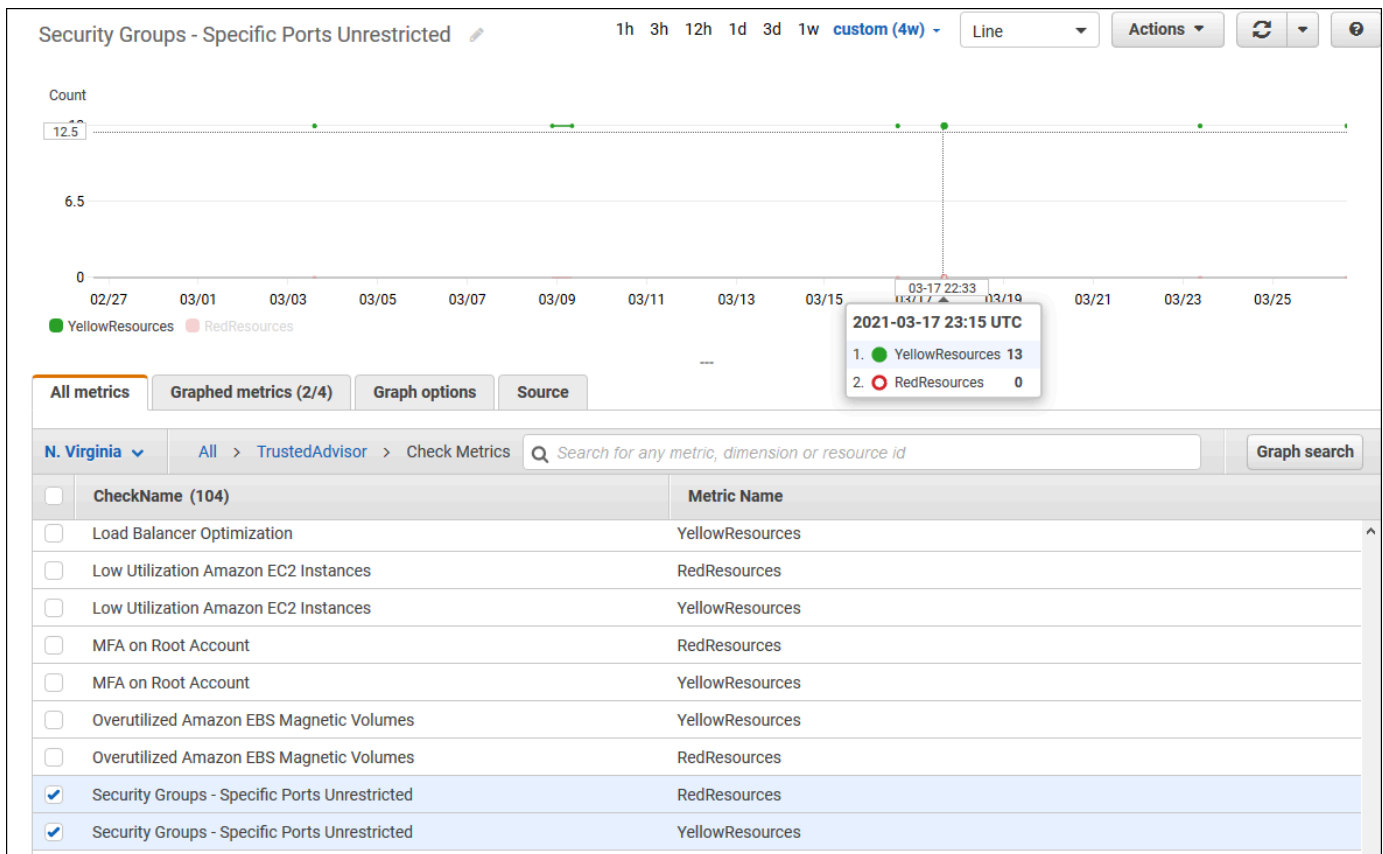 Security Groups - Specific Ports Unrestricted 1h 3h 12h 1d 3d 1w custom (4w) Line Actions
Count
12.5
6.5
0
02/27 03/01 03/03 03/05 03/07 03/09 03/11 03/13 03/15 03/17 03-17 22:33 03/19 03/21 03/23 03/25
YellowResources RedResources
2021-03-17 23:15 UTC
1. YellowResources 13
2. RedResources 0
All metrics Graphed metrics (2/4) Graph options Source
N. Virginia All > TrustedAdvisor > Check Metrics Search for any metric, dimension or resource id Graph search
CheckName (104) Metric Name
Load Balancer Optimization YellowResources
Low Utilization Amazon EC2 Instances RedResources
Low Utilization Amazon EC2 Instances YellowResources
MFA on Root Account RedResources
MFA on Root Account YellowResources
Overutilized Amazon EBS Magnetic Volumes YellowResources
Overutilized Amazon EBS Magnetic Volumes RedResources
Security Groups - Specific Ports Unrestricted RedResources
Security Groups - Specific Ports Unrestricted YellowResources